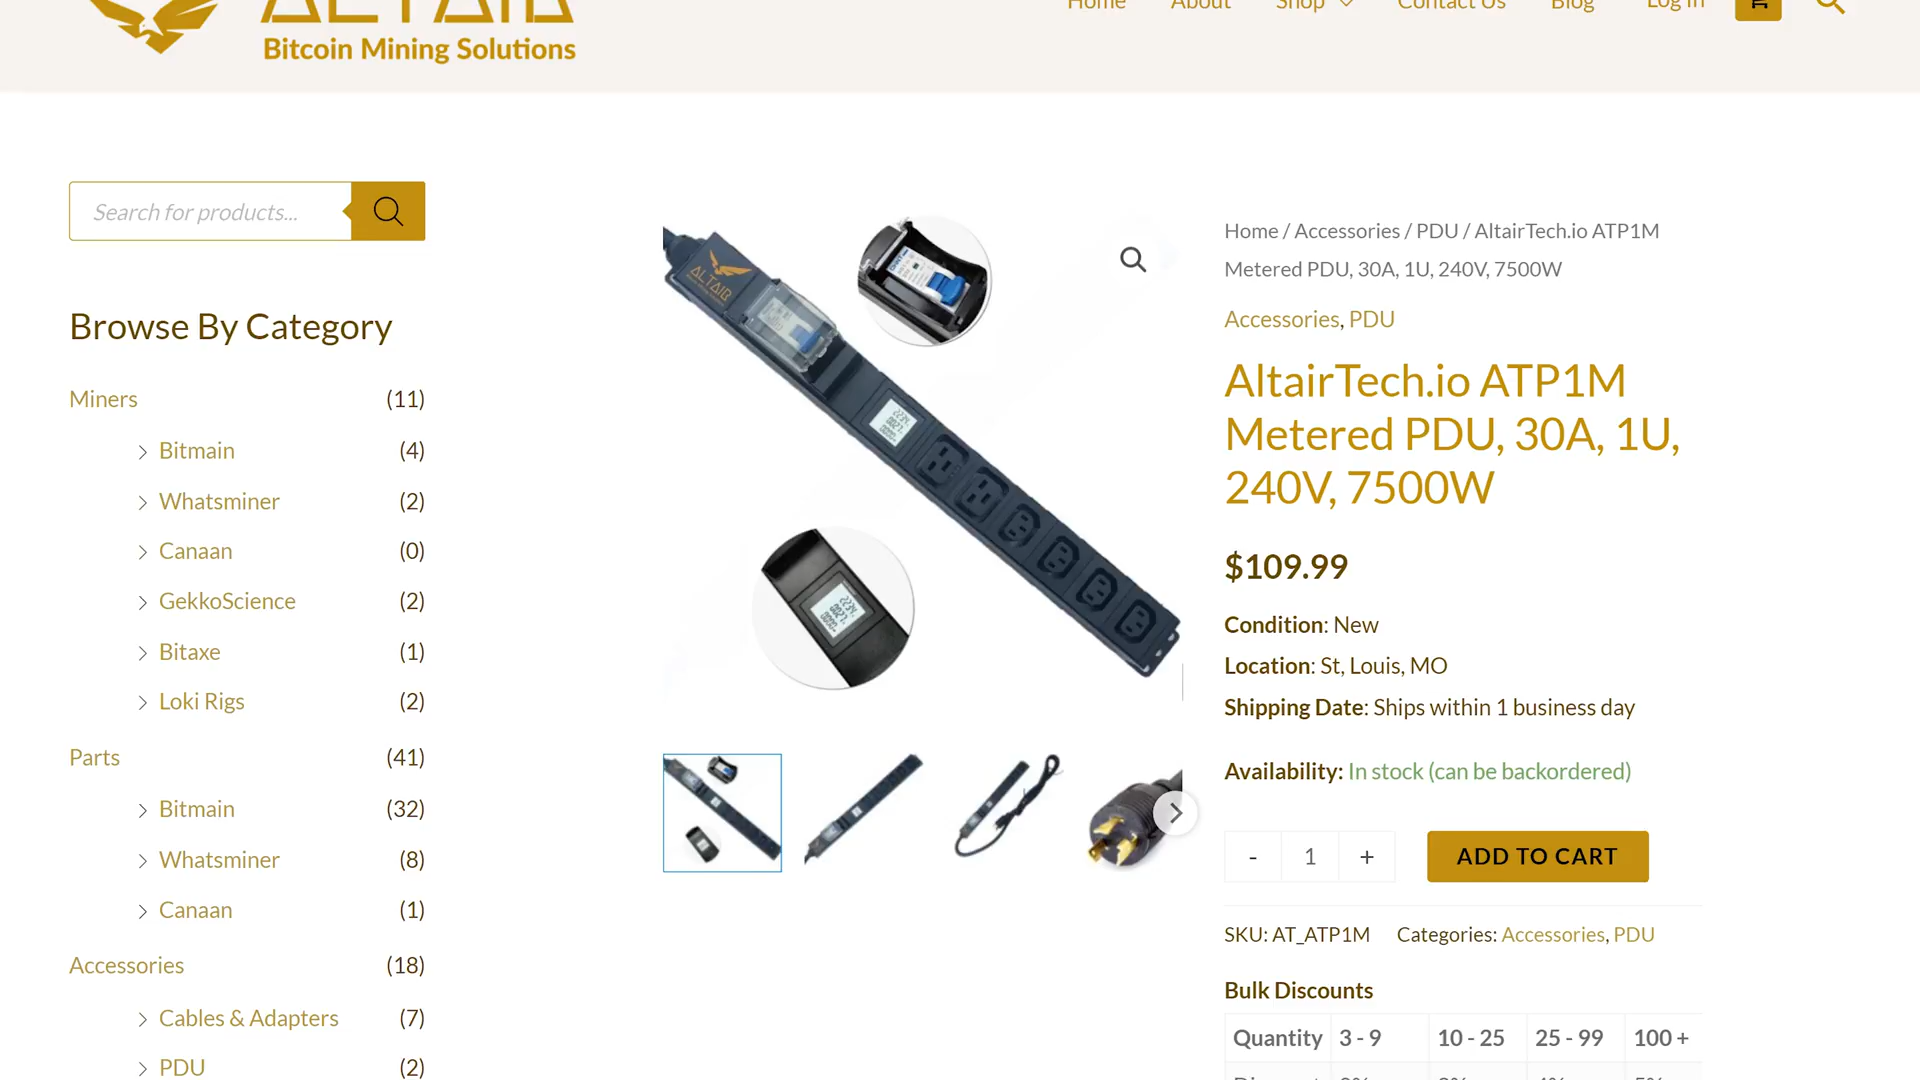 ALTAIR
Bitcoin Mining Solutions
Home
About
Shop
Contact Us
Blog
Log In
Search for products...
Browse By Category
Miners (11)
Bitmain (4)
Whatsminer (2)
Canaan (0)
GekkoScience (2)
Bitaxe (1)
Loki Rigs (2)
Parts (41)
Bitmain (32)
Whatsminer (8)
Canaan (1)
Accessories (18)
Cables & Adapters (7)
PDU (2)
ALTAIR
Home / Accessories / PDU / AltairTech.io ATP1M
Metered PDU, 30A, 1U, 240V, 7500W
Accessories, PDU
AltairTech.io ATP1M
Metered PDU, 30A, 1U,
240V, 7500W
$109.99
Condition: New
Location: St, Louis, MO
Shipping Date: Ships within 1 business day
Availability: In stock (can be backordered)
- 1 +
ADD TO CART
SKU: AT_ATP1M Categories: Accessories, PDU
Bulk Discounts
Quantity 3 - 9 10 - 25 25 - 99 100 +